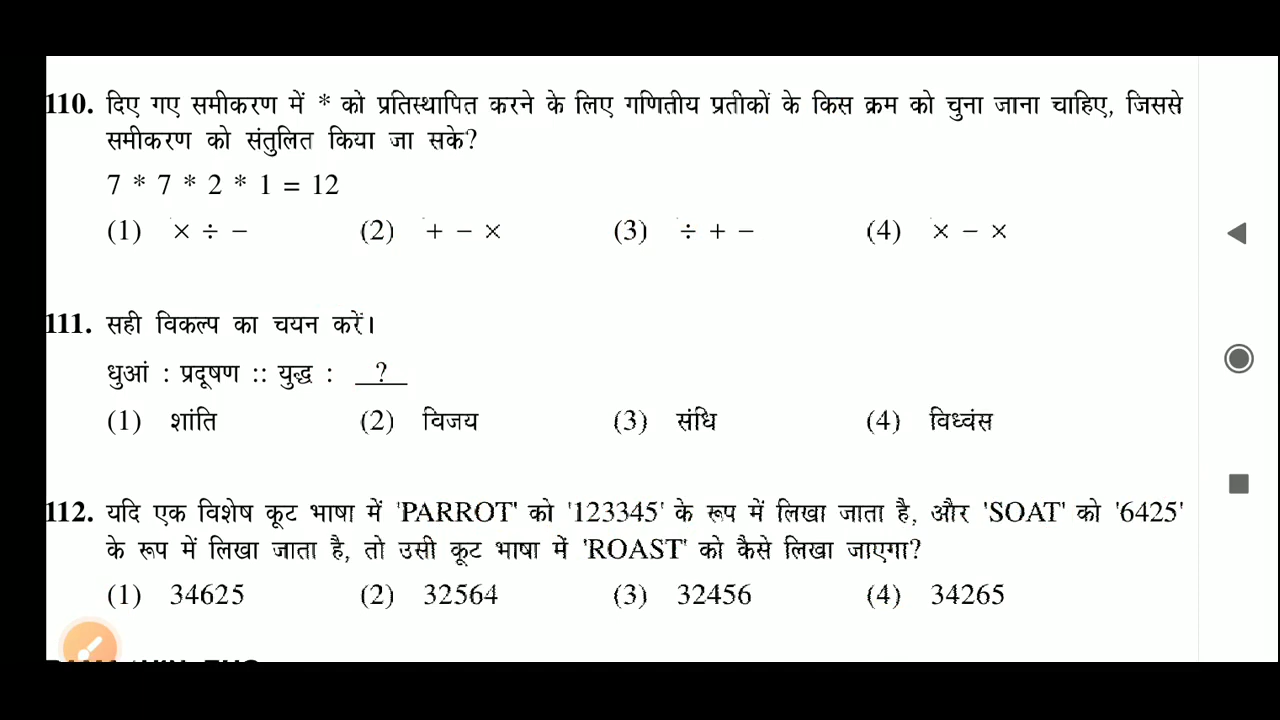 110. दिए गए समीकरण में * को प्रतिस्थापित करने के लिए गणितीय प्रतीकों के किस क्रम को चुना जाना चाहिए, जिससे
समीकरण को संतुलित किया जा सके?
7 * 7 * 2 * 1 = 12
(1) × ÷ − (2) + − × (3) ÷ + − (4) × − ×
111. सही विकल्प का चयन करें।
धुआं : प्रदूषण :: युद्ध : ?
(1) शांति (2) विजय (3) संधि (4) विध्वंस
112. यदि एक विशेष कूट भाषा में 'PARROT' को '123345' के रूप में लिखा जाता है, और 'SOAT' को '6425'
के रूप में लिखा जाता है, तो उसी कूट भाषा में 'ROAST' को कैसे लिखा जाएगा?
(1) 34625 (2) 32564 (3) 32456 (4) 34265